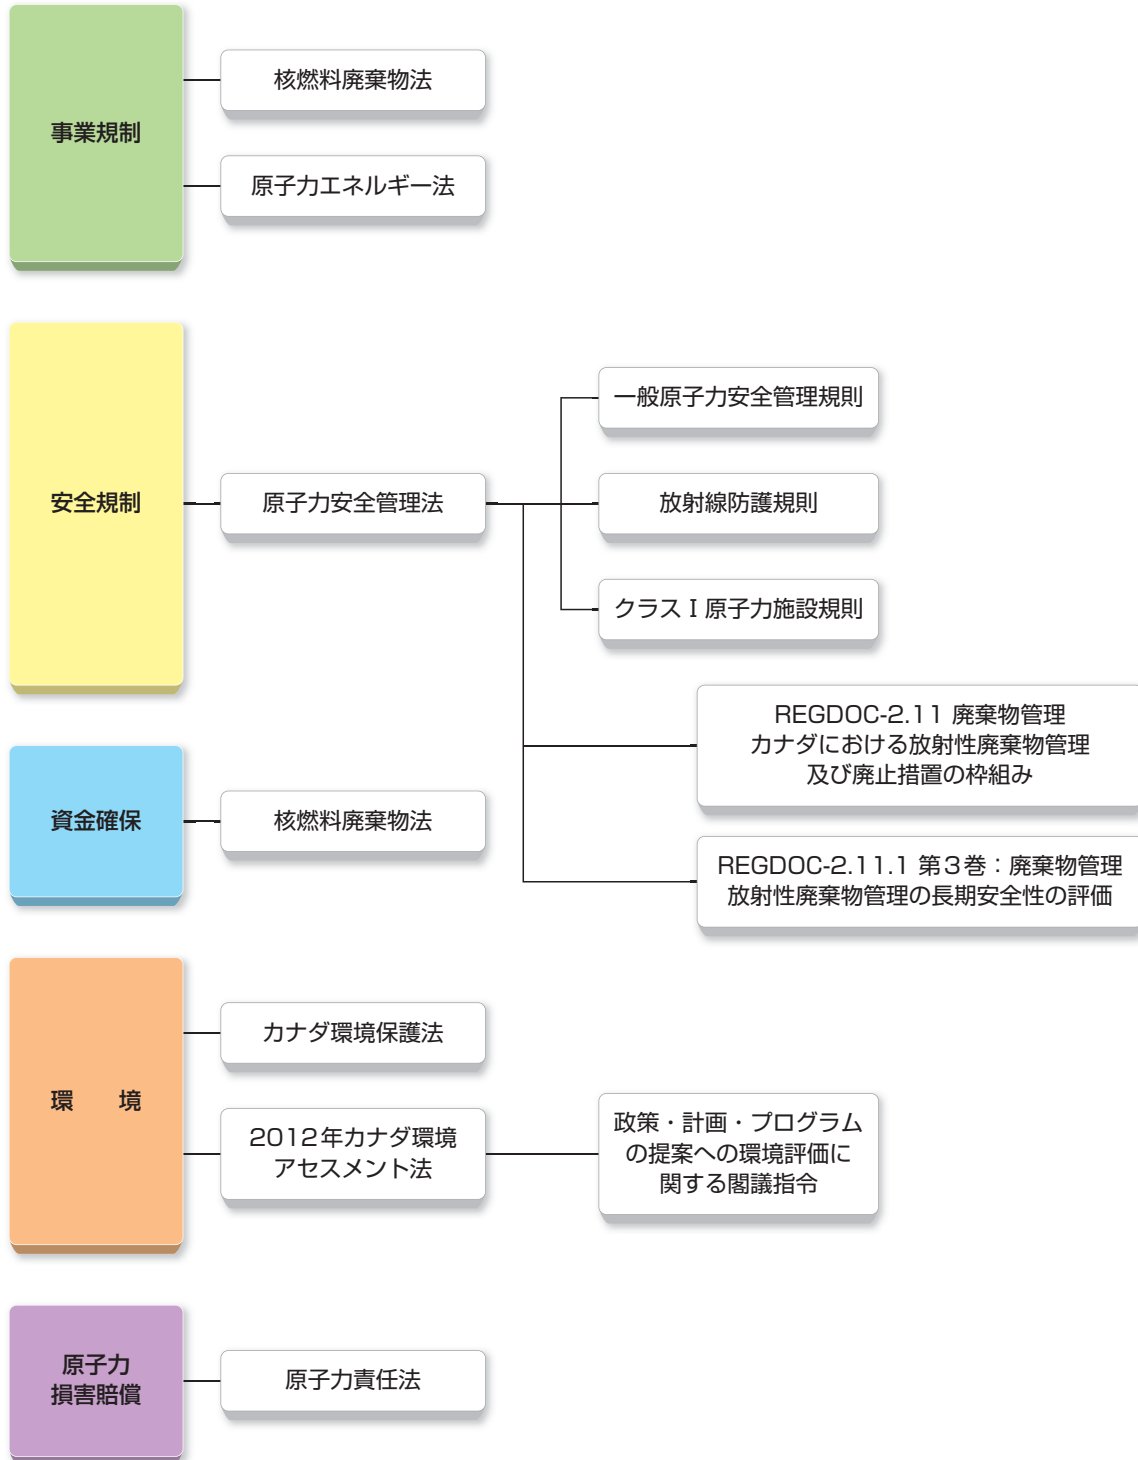 事業規制
核燃料廃棄物法
原子力エネルギー法
安全規制
原子力安全管理法
一般原子力安全管理規則
放射線防護規則
クラスⅠ原子力施設規則
REGDOC-2.11 廃棄物管理
カナダにおける放射性廃棄物管理
及び廃止措置の枠組み
REGDOC-2.11.1 第3巻：廃棄物管理
放射性廃棄物管理の長期安全性の評価
資金確保
核燃料廃棄物法
環　境
カナダ環境保護法
2012年カナダ環境
アセスメント法
政策・計画・プログラム
の提案への環境評価に
関する閣議指令
原子力
損害賠償
原子力責任法